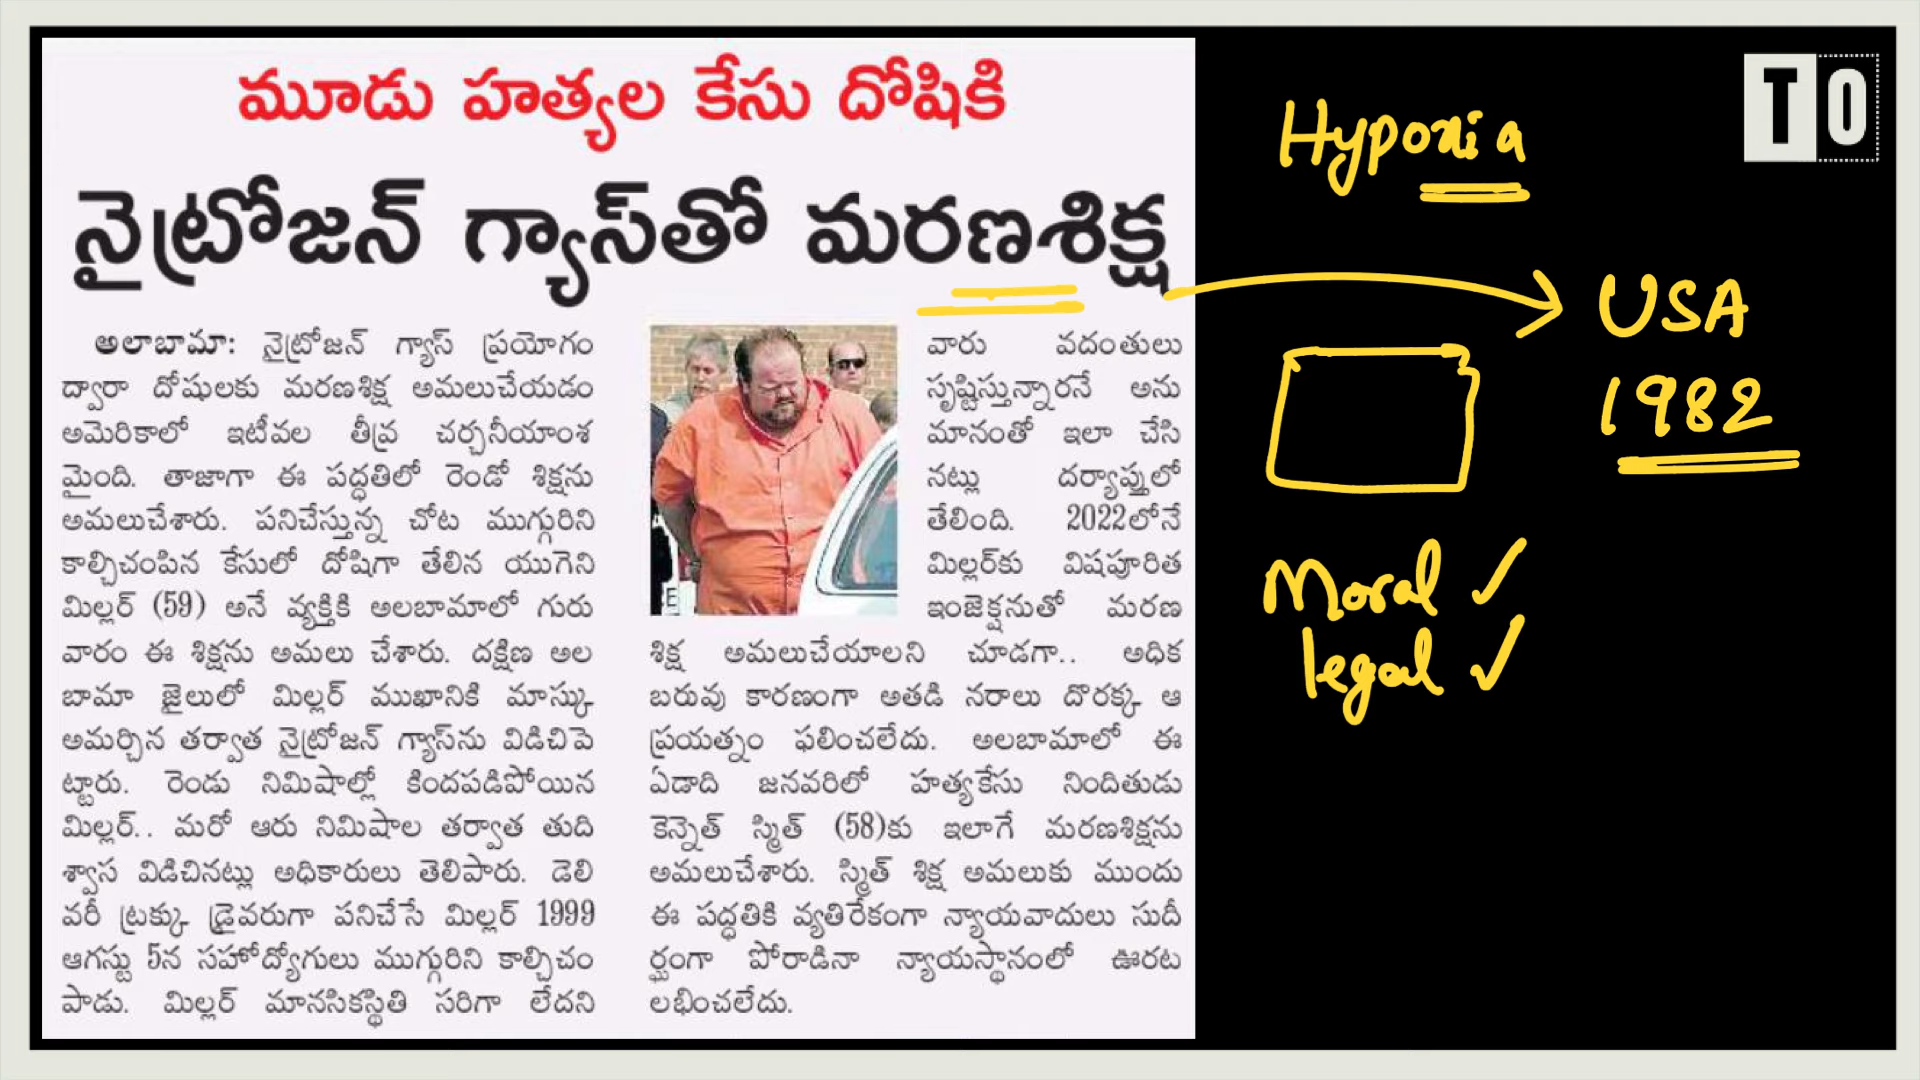 మూడు హత్యల కేసు దోషికి
నైట్రోజన్ గ్యాస్‌తో మరణశిక్ష
అలాబామా: నైట్రోజన్ గ్యాస్ ప్రయోగం
ద్వారా దోషులకు మరణశిక్ష అమలుచేయడం
అమెరికాలో ఇటీవల తీవ్ర చర్చనీయాంశ
మైంది. తాజాగా ఈ పద్ధతిలో రెండో శిక్షను
అమలుచేశారు. పనిచేస్తున్న చోట ముగ్గురిని
కాల్చిచంపిన కేసులో దోషిగా తేలిన యుగెని
మిల్లర్ (59) అనే వ్యక్తికి అలబామాలో గురు
వారం ఈ శిక్షను అమలు చేశారు. దక్షిణ అల
బామా జైలులో మిల్లర్ ముఖానికి మాస్కు
అమర్చిన తర్వాత నైట్రోజన్ గ్యాస్‌ను విడిచిపె
ట్టారు. రెండు నిమిషాల్లో కిందపడిపోయిన
మిల్లర్.. మరో ఆరు నిమిషాల తర్వాత తుది
శ్వాస విడిచినట్లు అధికారులు తెలిపారు. డెలి
వరీ ట్రక్కు డ్రైవరుగా పనిచేసే మిల్లర్ 1999
ఆగస్టు 5న సహోద్యోగులు ముగ్గురిని కాల్చిచం
పాడు. మిల్లర్ మానసికస్థితి సరిగా లేదని
వారు వదంతులు
సృష్టిస్తున్నారనే అను
మానంతో ఇలా చేసి
నట్లు దర్యాప్తులో
తేలింది. 2022లోనే
మిల్లర్‌కు విషపూరిత
ఇంజెక్షనుతో మరణ
శిక్ష అమలుచేయాలని చూడగా.. అధిక
బరువు కారణంగా అతడి నరాలు దొరక్క ఆ
ప్రయత్నం ఫలించలేదు. అలబామాలో ఈ
ఏడాది జనవరిలో హత్యకేసు నిందితుడు
కెన్నెత్ స్మిత్ (58)కు ఇలాగే మరణశిక్షను
అమలుచేశారు. స్మిత్ శిక్ష అమలుకు ముందు
ఈ పద్ధతికి వ్యతిరేకంగా న్యాయవాదులు సుదీ
ర్ఘంగా పోరాడినా న్యాయస్థానంలో ఊరట
లభించలేదు.
Hypoxia
USA
1982
Moral ✓
legal ✓
TO